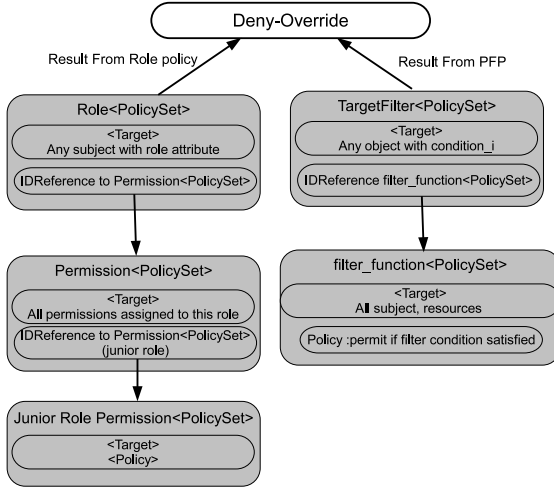 Deny-Override
Result From Role policy
Result From PFP
Role<PolicySet>
<Target>
Any subject with role attribute
IDReference to Permission<PolicySet>
TargetFilter<PolicySet>
<Target>
Any object with condition_i
IDReference filter_function<PolicySet>
Permission<PolicySet>
<Target>
All permissions assigned to this role
IDReference to Permission<PolicySet>
(junior role)
filter_function<PolicySet>
<Target>
All subject, resources
Policy :permit if filter condition satisfied
Junior Role Permission<PolicySet>
<Target>
<Policy>